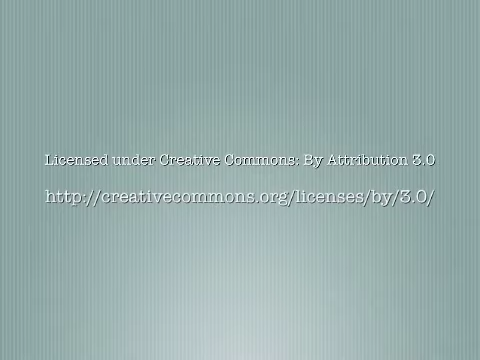 Licensed under Creative Commons: By Attribution 3.0
http://creativecommons.org/licenses/by/3.0/